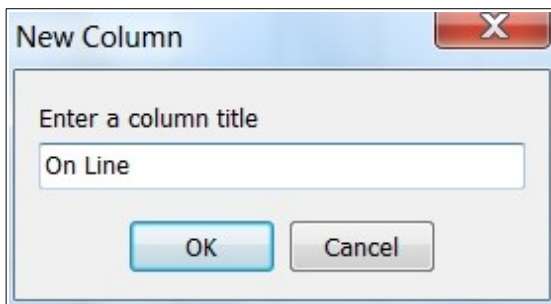 New Column
Enter a column title
On Line
OK
Cancel